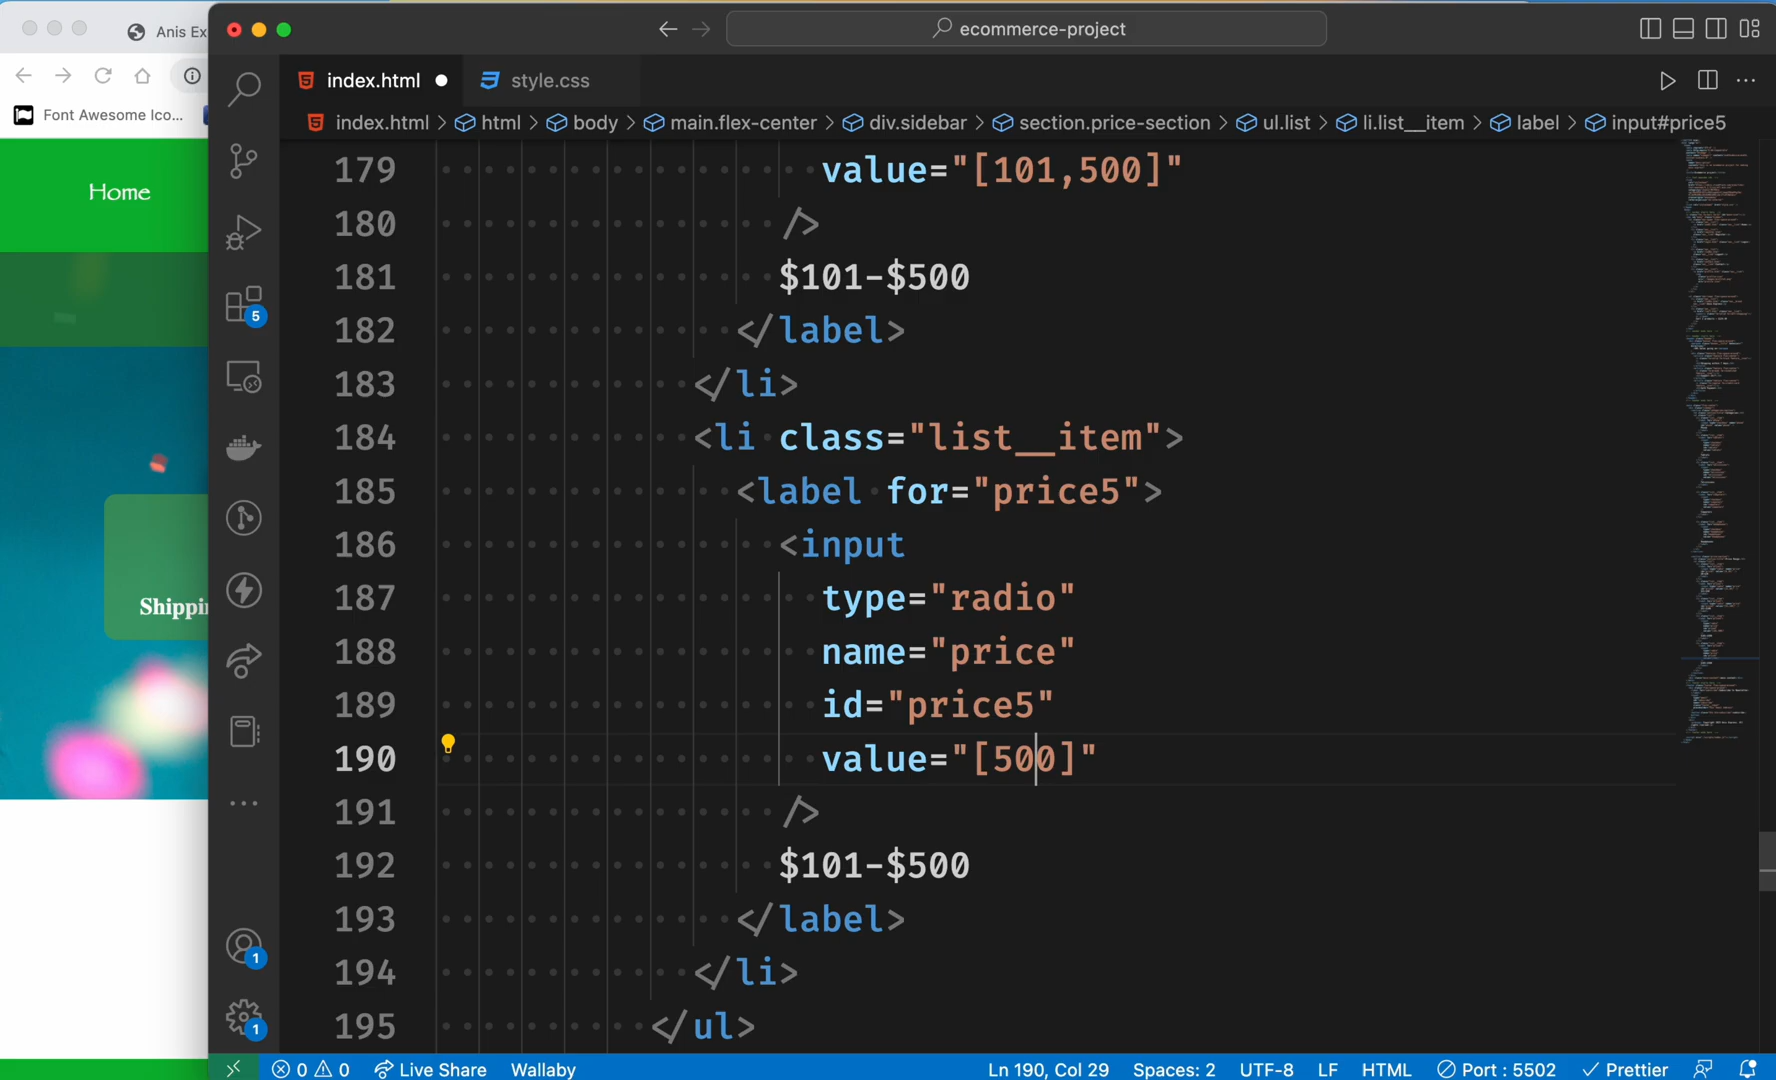 Anis Ex
ecommerce-project
index.html
style.css
Font Awesome Ico...
index.html > html > body > main.flex-center > div.sidebar > section.price-section > ul.list > li.list__item > label > input#price5
Home
Shippin
179 value="[101,500]"
180 />
181 $101-$500
182 </label>
183 </li>
184 <li class="list__item">
185 <label for="price5">
186 <input
187 type="radio"
188 name="price"
189 id="price5"
190 value="[500]"
191 />
192 $101-$500
193 </label>
194 </li>
195 </ul>
5
1
1
0 0 Live Share Wallaby Ln 190, Col 29 Spaces: 2 UTF-8 LF HTML Port : 5502 Prettier